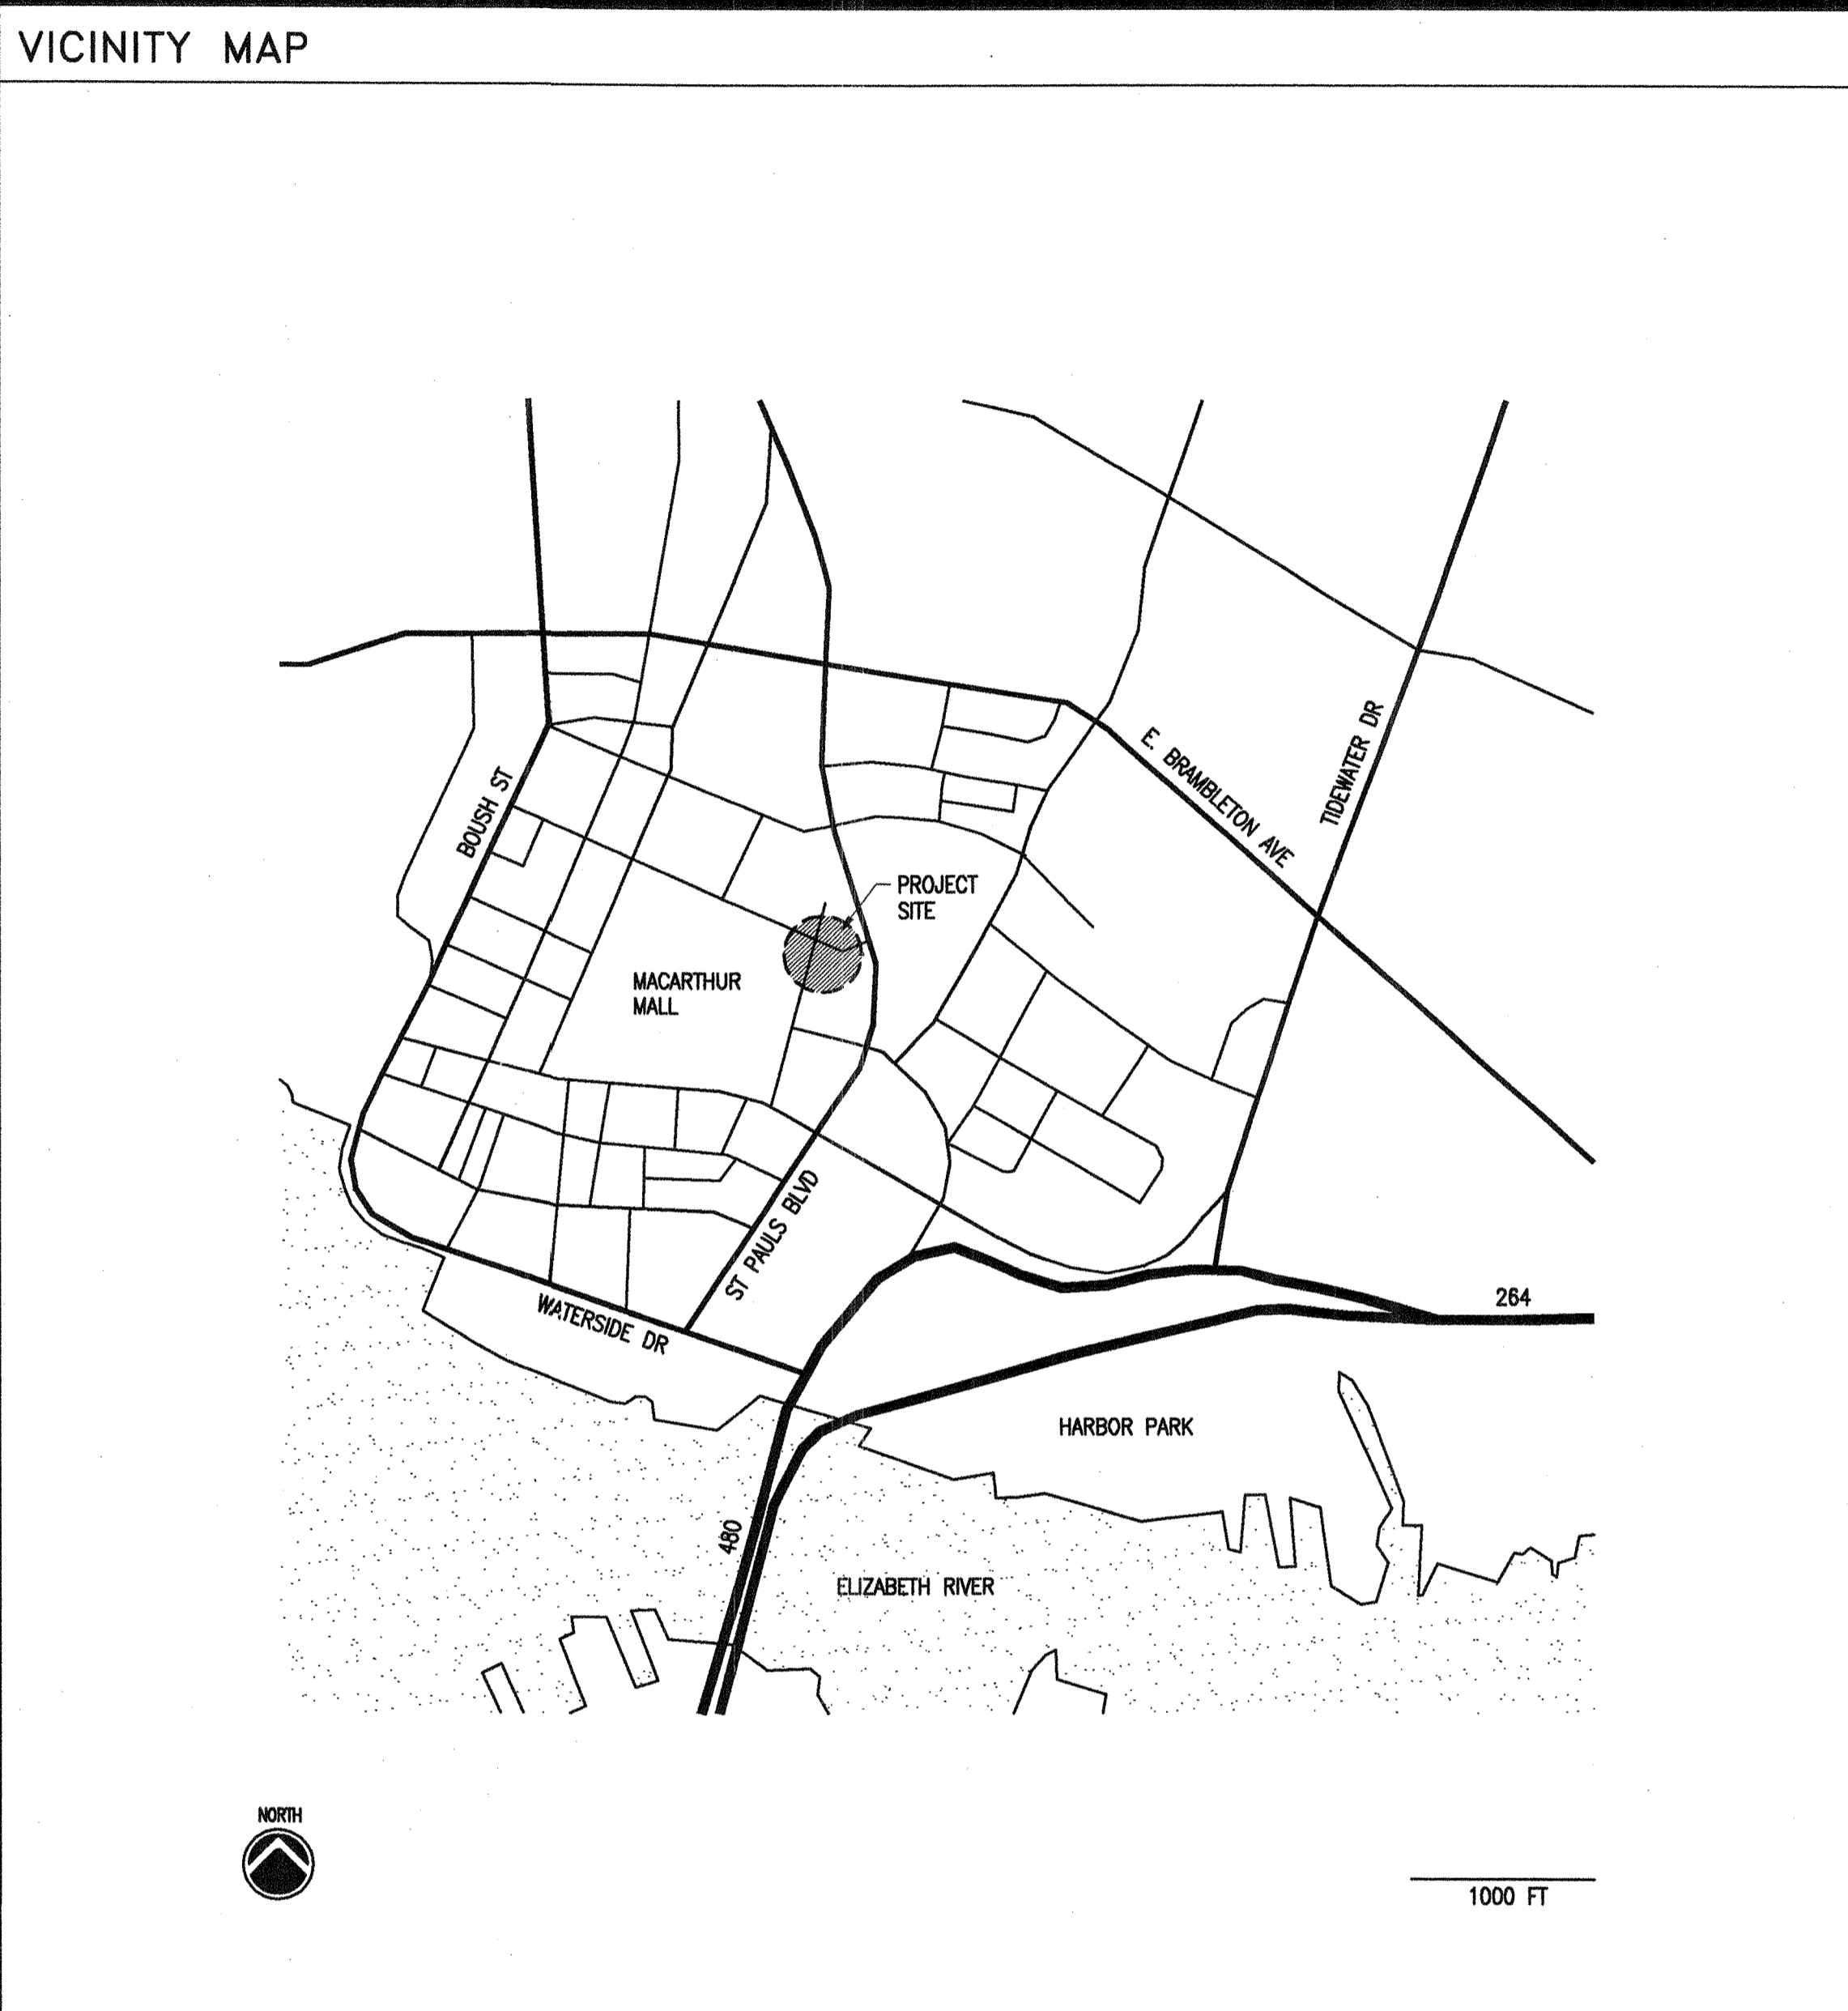 VICINITY MAP
E. BRAMBLETON AVE
TIDEWATER DR
BOUSH ST
PROJECT
SITE
MACARTHUR
MALL
ST PAULS BLVD
WATERSIDE DR
264
HARBOR PARK
480
ELIZABETH RIVER
NORTH
1000 FT